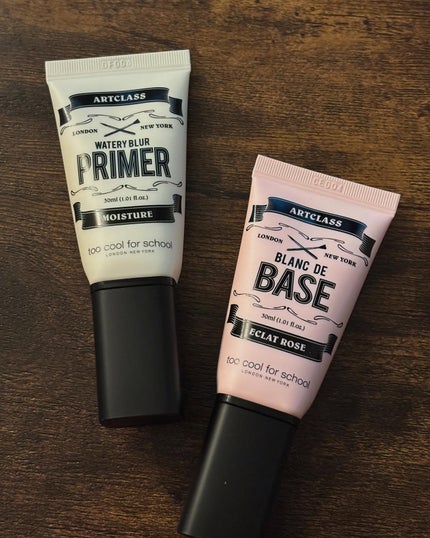 ARTCLASS
LONDON NEW YORK
WATERY BLUR
PRIMER
30ml (1.01 fl.oz.)
MOISTURE
too cool for school
LONDON NEW YORK
ARTCLASS
LONDON NEW YORK
BLANC DE
BASE
30ml (1.01 fl.oz.)
ECLAT ROSE
too cool for school
LONDON NEW YORK